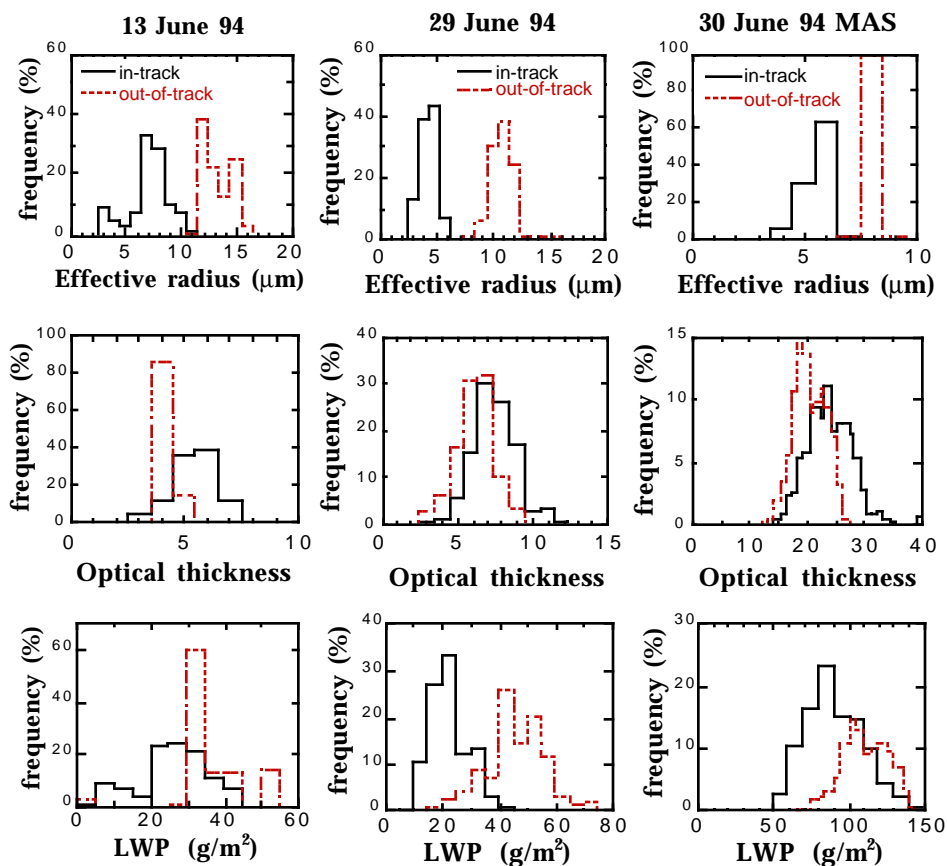 13 June 94
29 June 94
30 June 94 MAS
frequency (%)
60
40
20
0
in-track
out-of-track
0 5 10 15 20
Effective radius (µm)
frequency (%)
60
40
20
0
in-track
out-of-track
0 5 10 15 20
Effective radius (µm)
frequency (%)
100
80
60
40
20
0
in-track
out-of-track
0 5 10
Effective radius (µm)
frequency (%)
100
80
60
40
20
0
0 5 10
Optical thickness
frequency (%)
40
30
20
10
0
0 5 10 15
Optical thickness
frequency (%)
15
10
5
0
0 10 20 30 40
Optical thickness
frequency (%)
60
40
20
0
0 20 40 60
LWP (g/m²)
frequency (%)
40
30
20
10
0
0 20 40 60 80
LWP (g/m²)
frequency (%)
30
20
10
0
0 50 100 150
LWP (g/m²)